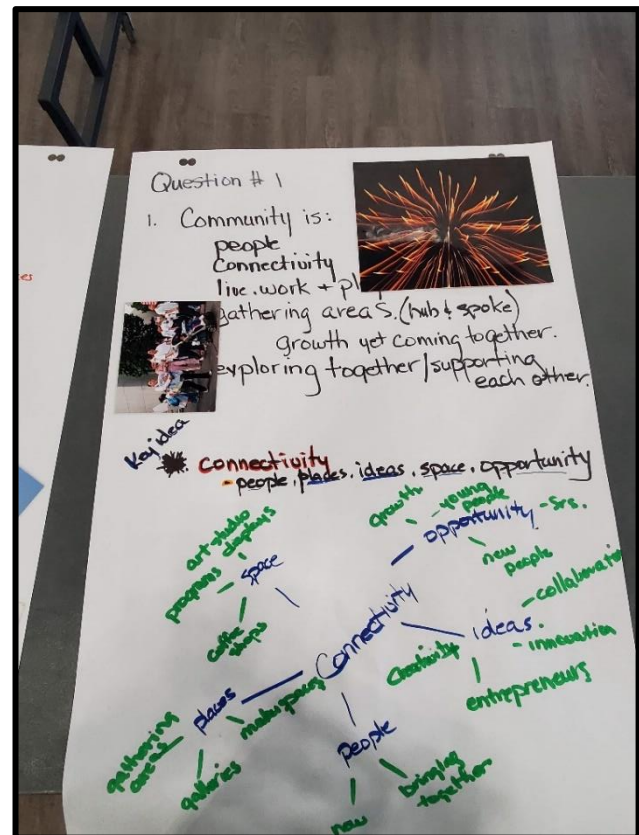 Question # 1
1. Community is:
people
Connectivity
live.work + pl
gathering areas.(hub & spoke)
growth yet coming together.
exploring together/supporting
each other.
Key idea
Connectivity
- people.places.ideas.space.opportunity
growth
- young
people
opportunity
- Srs.
new
people
art studio
displays
space
programs
coffee
shops
Connectivity
ideas
- collaboration
- innovation
Creativity
entrepreneurs
places
makerspaces
gathering
areas
galleries
people
bringing
together
new